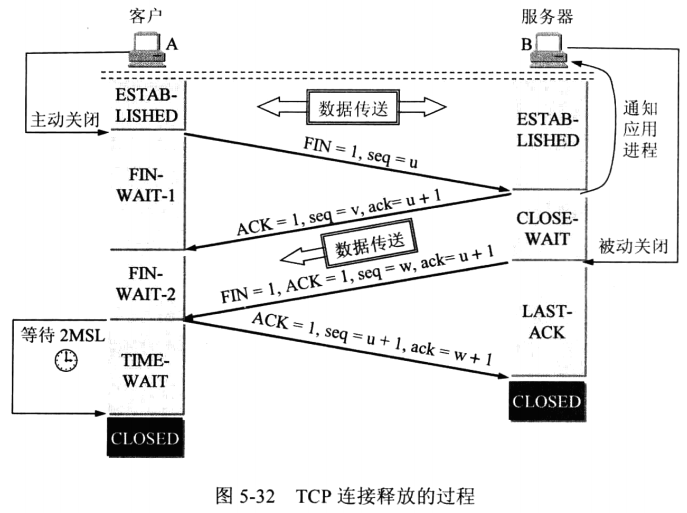 客户
A
服务器
B
ESTAB-
LISHED
数据传送
ESTAB-
LISHED
通知
应用
进程
主动关闭
FIN = 1, seq = u
FIN-
WAIT-1
ACK = 1, seq = v, ack= u + 1
CLOSE-
WAIT
数据传送
被动关闭
FIN-
WAIT-2
FIN = 1, ACK = 1, seq = w, ack= u + 1
LAST-
ACK
等待 2MSL
ACK = 1, seq = u + 1, ack = w + 1
TIME-
WAIT
CLOSED
CLOSED
图 5-32 TCP 连接释放的过程